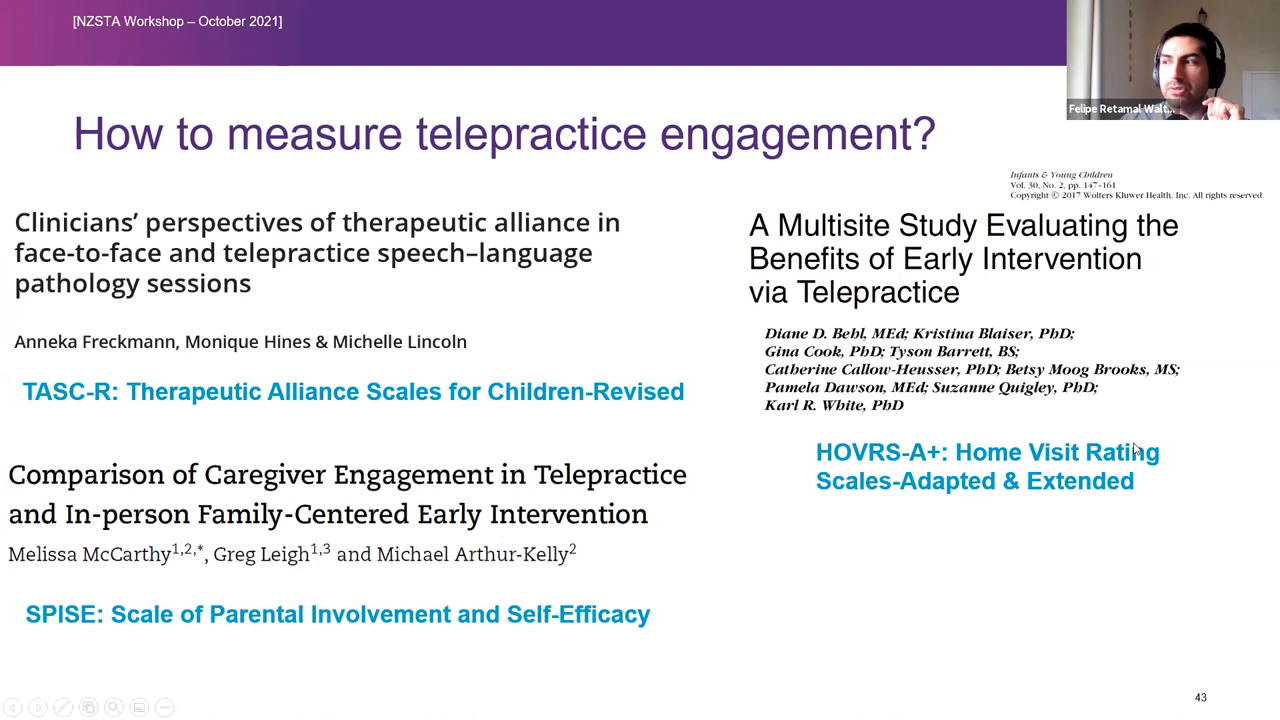 [NZSTA Workshop – October 2021]
Felipe Retamal Walt...
How to measure telepractice engagement?
Clinicians’ perspectives of therapeutic alliance in
face-to-face and telepractice speech–language
pathology sessions
Anneka Freckmann, Monique Hines & Michelle Lincoln
TASC-R: Therapeutic Alliance Scales for Children-Revised
Comparison of Caregiver Engagement in Telepractice
and In-person Family-Centered Early Intervention
Melissa McCarthy1,2,*, Greg Leigh1,3 and Michael Arthur-Kelly2
SPISE: Scale of Parental Involvement and Self-Efficacy
Infants & Young Children
Vol. 30, No. 2, pp. 147–161
Copyright © 2017 Wolters Kluwer Health, Inc. All rights reserved.
A Multisite Study Evaluating the
Benefits of Early Intervention
via Telepractice
Diane D. Behl, MEd; Kristina Blaiser, PhD;
Gina Cook, PhD; Tyson Barrett, BS;
Catherine Callow-Heusser, PhD; Betsy Moog Brooks, MS;
Pamela Dawson, MEd; Suzanne Quigley, PhD;
Karl R. White, PhD
HOVRS-A+: Home Visit Rating
Scales-Adapted & Extended
43